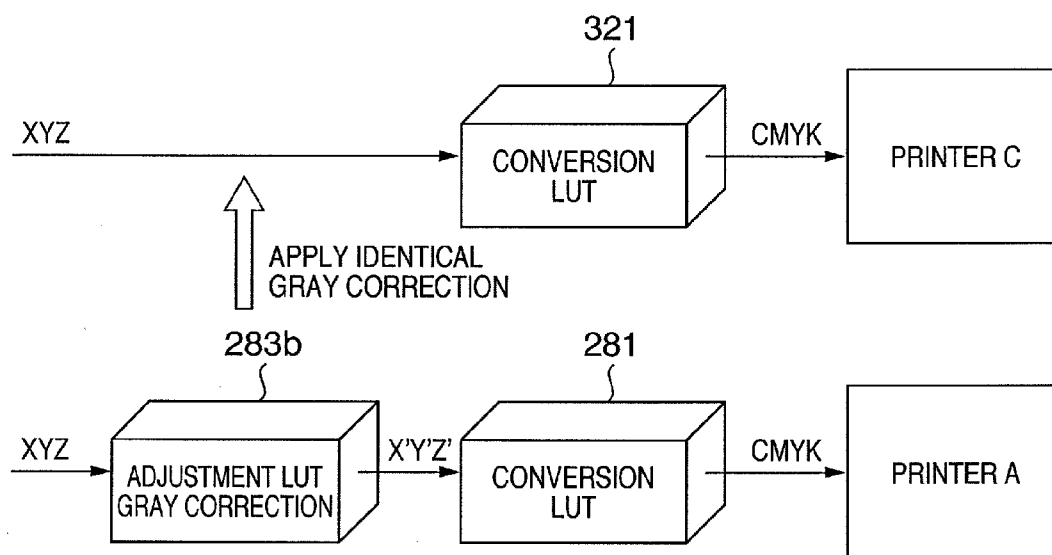 321
XYZ
CONVERSION
LUT
CMYK
PRINTER C
APPLY IDENTICAL
GRAY CORRECTION
283b
281
XYZ
ADJUSTMENT LUT
GRAY CORRECTION
X'Y'Z'
CONVERSION
LUT
CMYK
PRINTER A